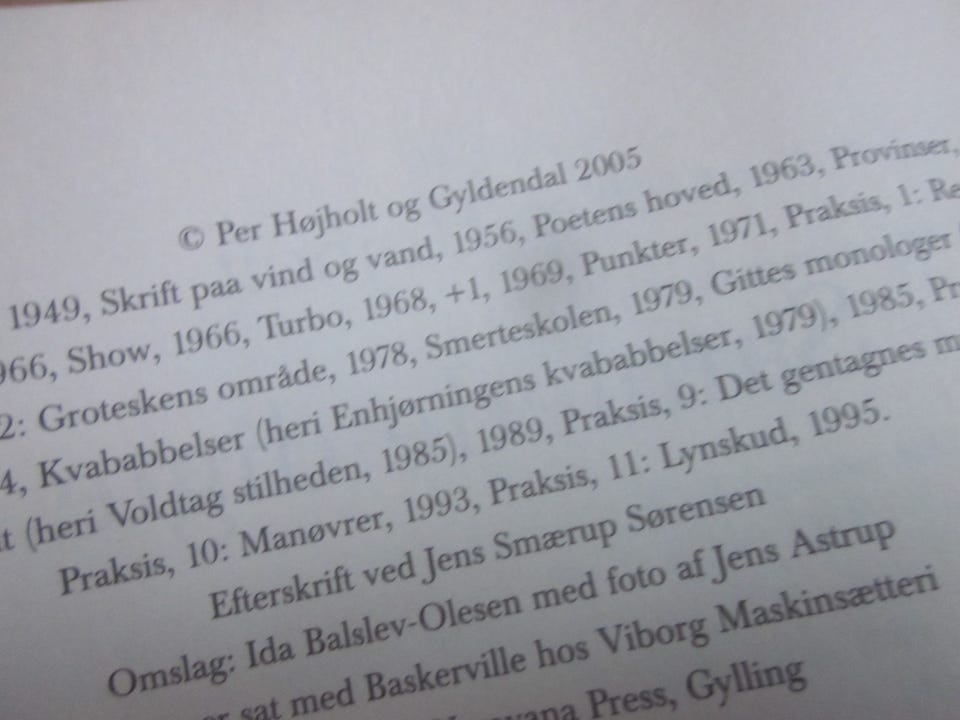 © Per Højholt og Gyldendal 2005
1949, Skrift paa vind og vand, 1956, Poetens hoved, 1963, Provinser,
966, Show, 1966, Turbo, 1968, +1, 1969, Punkter, 1971, Praksis, 1: Re
2: Groteskens område, 1978, Smerteskolen, 1979, Gittes monologer
4, Kvababbelser (heri Enhjørningens kvababbelser, 1979), 1985, Pr
t (heri Voldtag stilheden, 1985), 1989, Praksis, 9: Det gentagnes m
Praksis, 10: Manøvrer, 1993, Praksis, 11: Lynskud, 1995.
Efterskrift ved Jens Smærup Sørensen
Omslag: Ida Balslev-Olesen med foto af Jens Astrup
sat med Baskerville hos Viborg Maskinsætteri
Press, Gylling